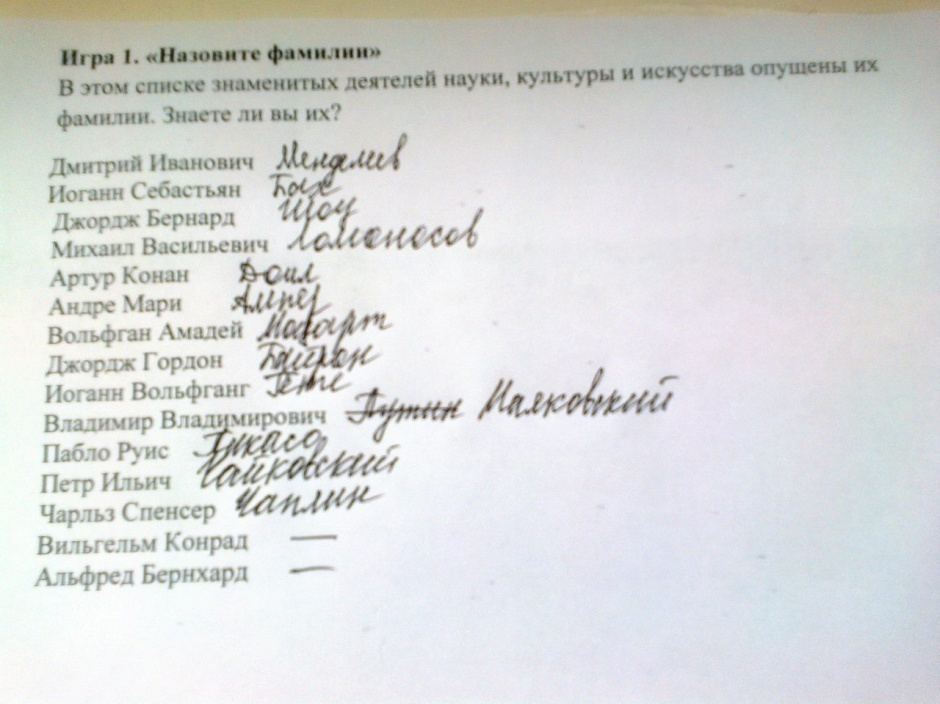 Игра 1. «Назовите фамилии»
В этом списке знаменитых деятелей науки, культуры и искусства опущены их
фамилии. Знаете ли вы их?
Дмитрий Иванович Менделеев
Иоганн Себастьян Бах
Джордж Бернард Шоу
Михаил Васильевич Ломоносов
Артур Конан Доил
Андре Мари Ампер
Вольфган Амадей Моцарт
Джордж Гордон Байрон
Иоганн Вольфганг Гете
Владимир Владимирович Путин Маяковский
Пабло Руис Пикасо
Петр Ильич Чайковский
Чарльз Спенсер Чаплин
Вильгельм Конрад —
Альфред Бернхард —